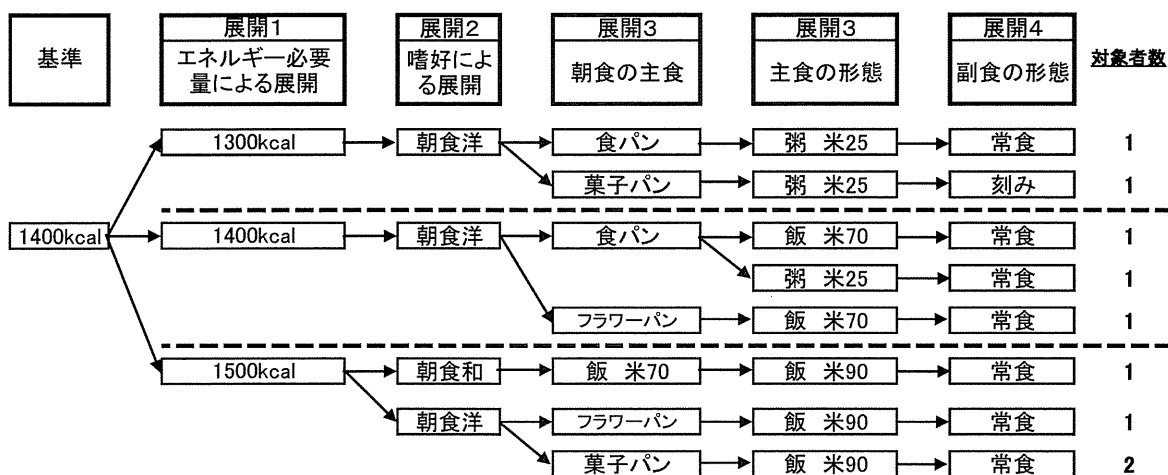 基準
展開1
エネルギー必要
量による展開
展開2
嗜好によ
る展開
展開3
朝食の主食
展開3
主食の形態
展開4
副食の形態
対象者数
1300kcal
朝食洋
食パン
粥 米25
常食
1
菓子パン
粥 米25
刻み
1
1400kcal
1400kcal
朝食洋
食パン
飯 米70
常食
1
粥 米25
常食
1
フラワーパン
飯 米70
常食
1
1500kcal
朝食和
飯 米70
飯 米90
常食
1
朝食洋
フラワーパン
飯 米90
常食
1
菓子パン
飯 米90
常食
2